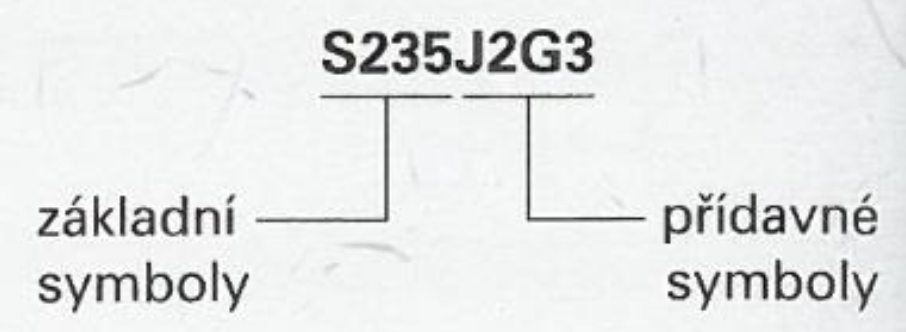 S235J2G3
základní
symboly
přídavné
symboly